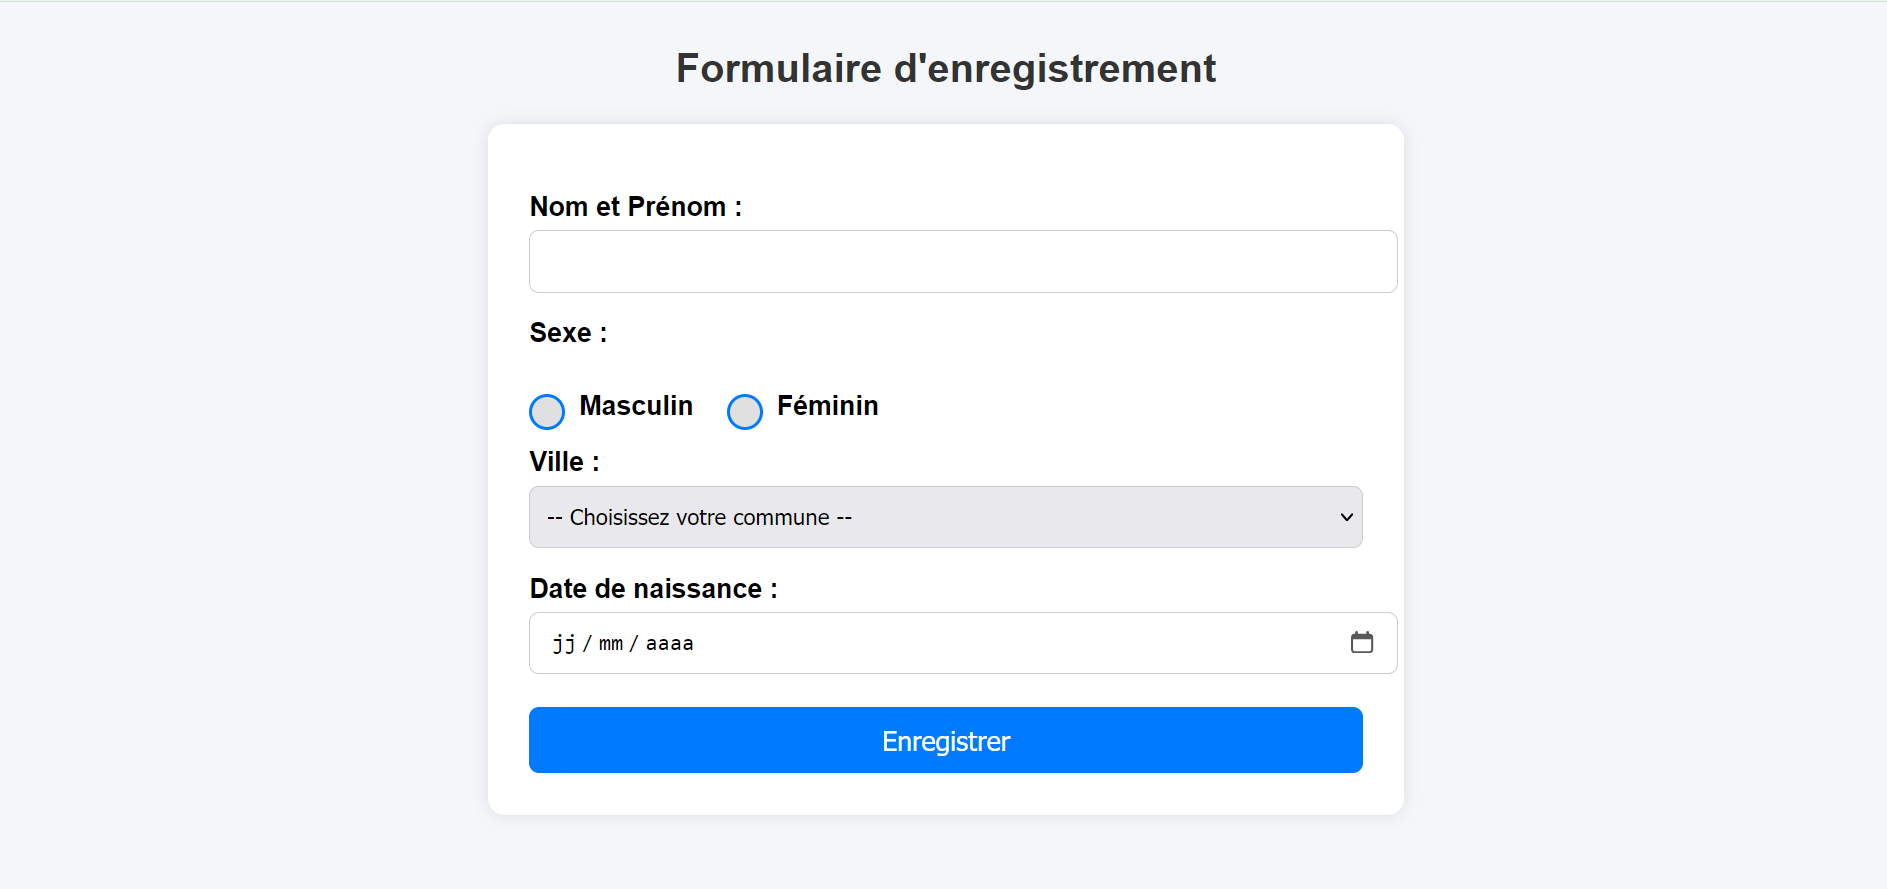 Formulaire d'enregistrement
Nom et Prénom :
Sexe :
Masculin Féminin
Ville :
-- Choisissez votre commune --
Date de naissance :
jj / mm / aaaa
Enregistrer